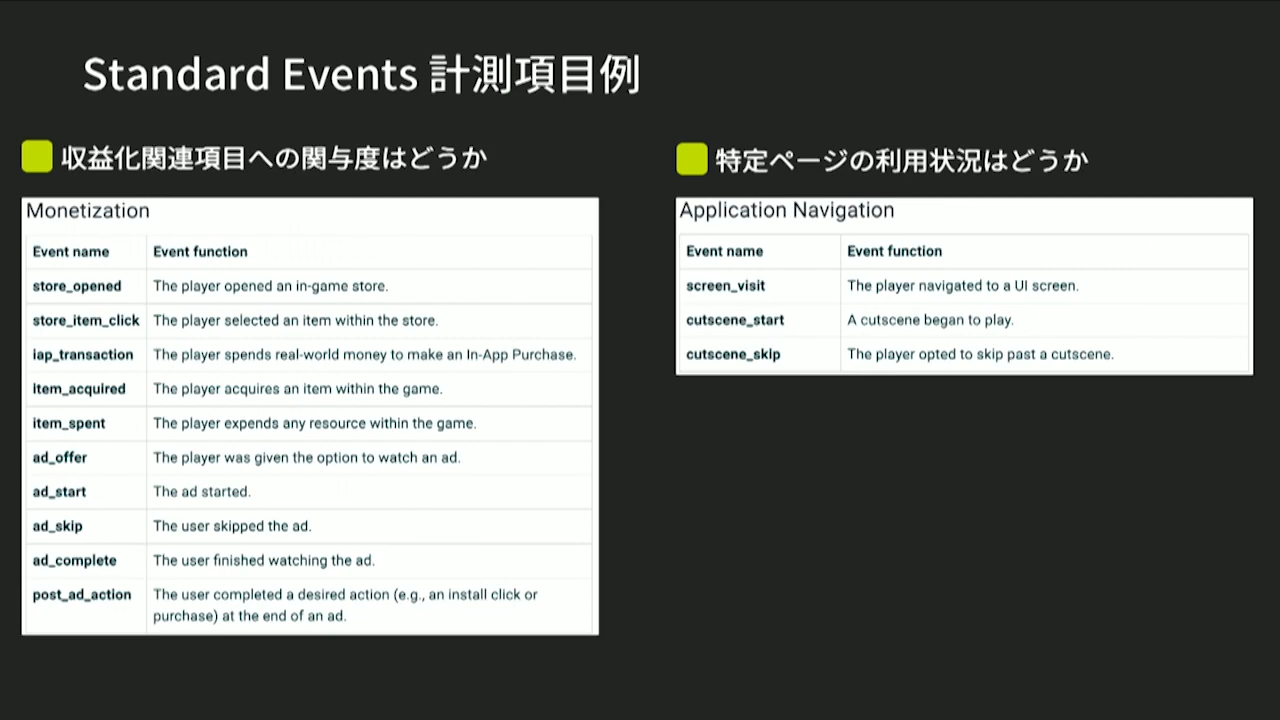 Standard Events 計測項目例
収益化関連項目への関与度はどうか
Monetization
Event name Event function
store_opened The player opened an in-game store.
store_item_click The player selected an item within the store.
iap_transaction The player spends real-world money to make an In-App Purchase.
item_acquired The player acquires an item within the game.
item_spent The player expends any resource within the game.
ad_offer The player was given the option to watch an ad.
ad_start The ad started.
ad_skip The user skipped the ad.
ad_complete The user finished watching the ad.
post_ad_action The user completed a desired action (e.g., an install click or
purchase) at the end of an ad.
特定ページの利用状況はどうか
Application Navigation
Event name Event function
screen_visit The player navigated to a UI screen.
cutscene_start A cutscene began to play.
cutscene_skip The player opted to skip past a cutscene.